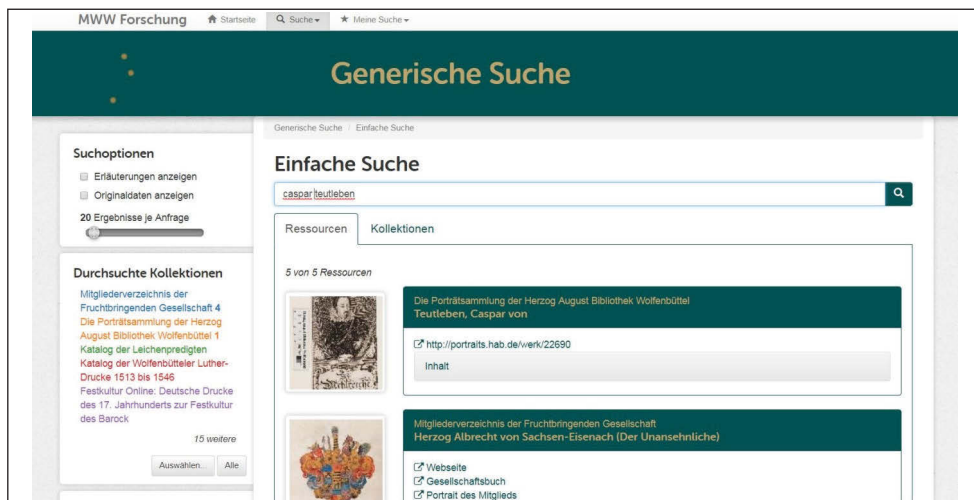 MWW Forschung Startseite Suche Meine Suche
Generische Suche
Generische Suche / Einfache Suche
Suchoptionen
Erläuterungen anzeigen
Originaldaten anzeigen
20 Ergebnisse je Anfrage
Durchsuchte Kollektionen
Mitgliederverzeichnis der
Fruchtbringenden Gesellschaft 4
Die Porträtsammlung der Herzog
August Bibliothek Wolfenbüttel 1
Katalog der Leichenpredigten
Katalog der Wolfenbütteler Luther-
Drucke 1513 bis 1546
Festkultur Online: Deutsche Drucke
des 17. Jahrhunderts zur Festkultur
des Barock
15 weitere
Auswählen... Alle
Einfache Suche
caspar teutleben
Ressourcen Kollektionen
5 von 5 Ressourcen
Die Porträtsammlung der Herzog August Bibliothek Wolfenbüttel
Teutleben, Caspar von
http://portraits.hab.de/werk/22690
Inhalt
Mitgliederverzeichnis der Fruchtbringenden Gesellschaft
Herzog Albrecht von Sachsen-Eisenach (Der Unansehnliche)
Webseite
Gesellschaftsbuch
Portrait des Mitglieds